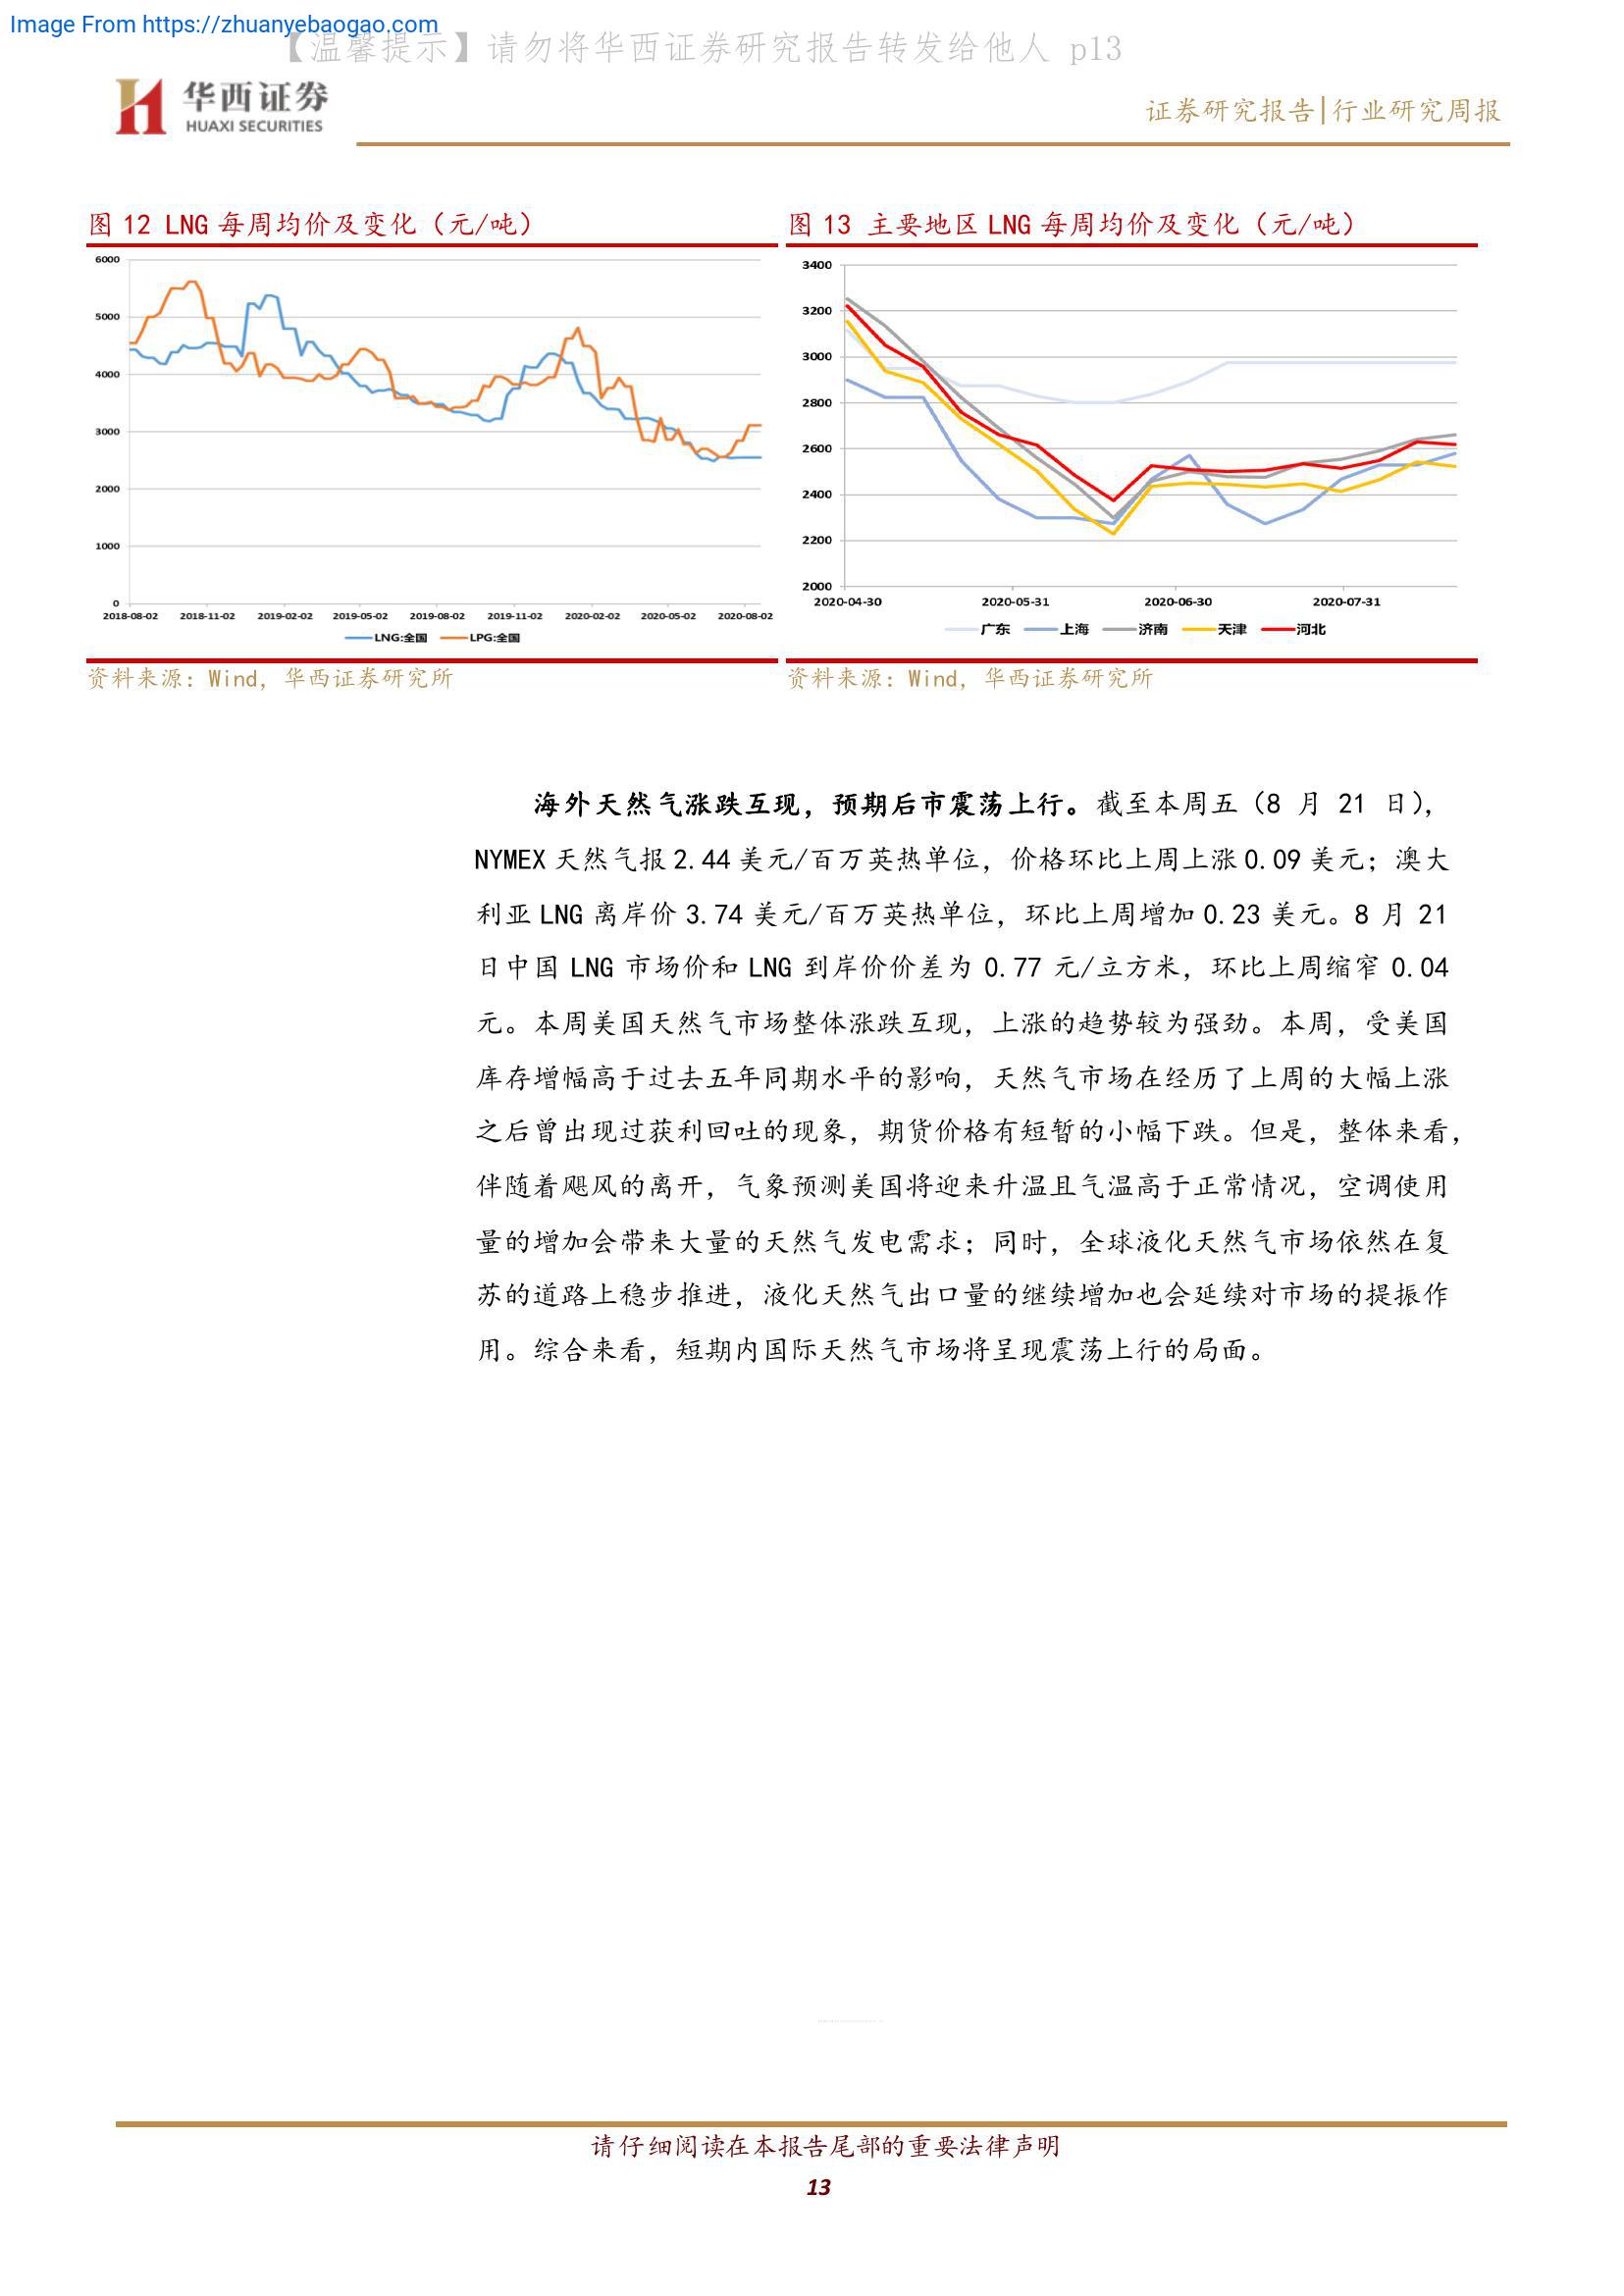 Image From https://zhuanyebaogao.com
【温馨提示】请勿将华西证券研究报告转发给他人 p13
华西证券
HUAXI SECURITIES
证券研究报告|行业研究周报
图 12 LNG 每周均价及变化（元/吨）
6000
5000
4000
3000
2000
1000
0
2018-08-02 2018-11-02 2019-02-02 2019-05-02 2019-08-02 2019-11-02 2020-02-02 2020-05-02 2020-08-02
LNG:全国 LPG:全国
资料来源：Wind，华西证券研究所
图 13 主要地区 LNG 每周均价及变化（元/吨）
3400
3200
3000
2800
2600
2400
2200
2000
2020-04-30 2020-05-31 2020-06-30 2020-07-31
广东 上海 济南 天津 河北
资料来源：Wind，华西证券研究所
海外天然气涨跌互现，预期后市震荡上行。截至本周五（8 月 21 日），
NYMEX 天然气报 2.44 美元/百万英热单位，价格环比上周上涨 0.09 美元；澳大
利亚 LNG 离岸价 3.74 美元/百万英热单位，环比上周增加 0.23 美元。8 月 21
日中国 LNG 市场价和 LNG 到岸价价差为 0.77 元/立方米，环比上周缩窄 0.04
元。本周美国天然气市场整体涨跌互现，上涨的趋势较为强劲。本周，受美国
库存增幅高于过去五年同期水平的影响，天然气市场在经历了上周的大幅上涨
之后曾出现过获利回吐的现象，期货价格有短暂的小幅下跌。但是，整体来看，
伴随着飓风的离开，气象预测美国将迎来升温且气温高于正常情况，空调使用
量的增加会带来大量的天然气发电需求；同时，全球液化天然气市场依然在复
苏的道路上稳步推进，液化天然气出口量的继续增加也会延续对市场的提振作
用。综合来看，短期内国际天然气市场将呈现震荡上行的局面。
请仔细阅读在本报告尾部的重要法律声明
13